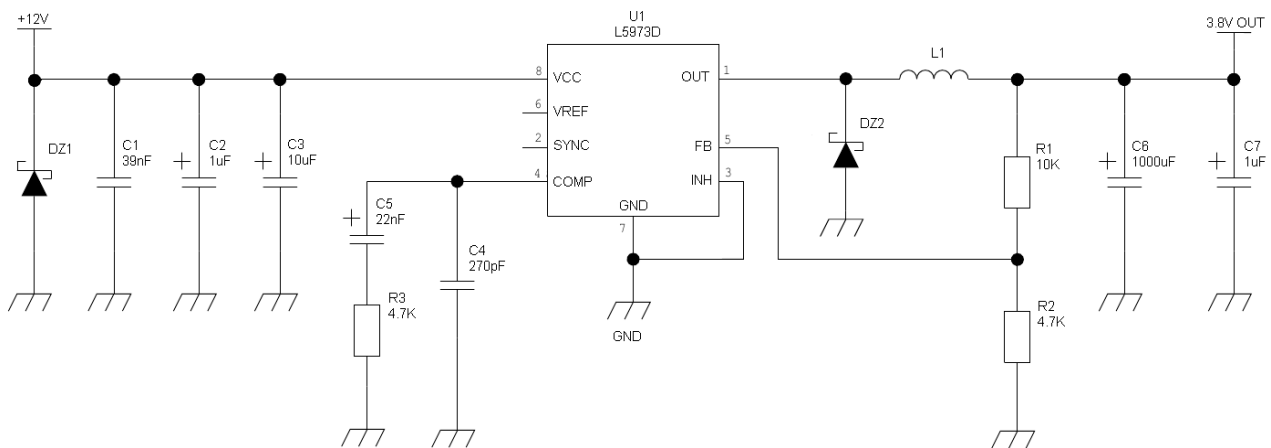 +12V
U1
L5973D
3.8V OUT
8
VCC
OUT
1
L1
6
VREF
DZ1
C1
39nF
C2
1uF
C3
10uF
2
SYNC
FB
5
DZ2
R1
10K
C6
1000uF
C7
1uF
4
COMP
INH
3
GND
7
C5
22nF
C4
270pF
R3
4.7K
R2
4.7K
GND